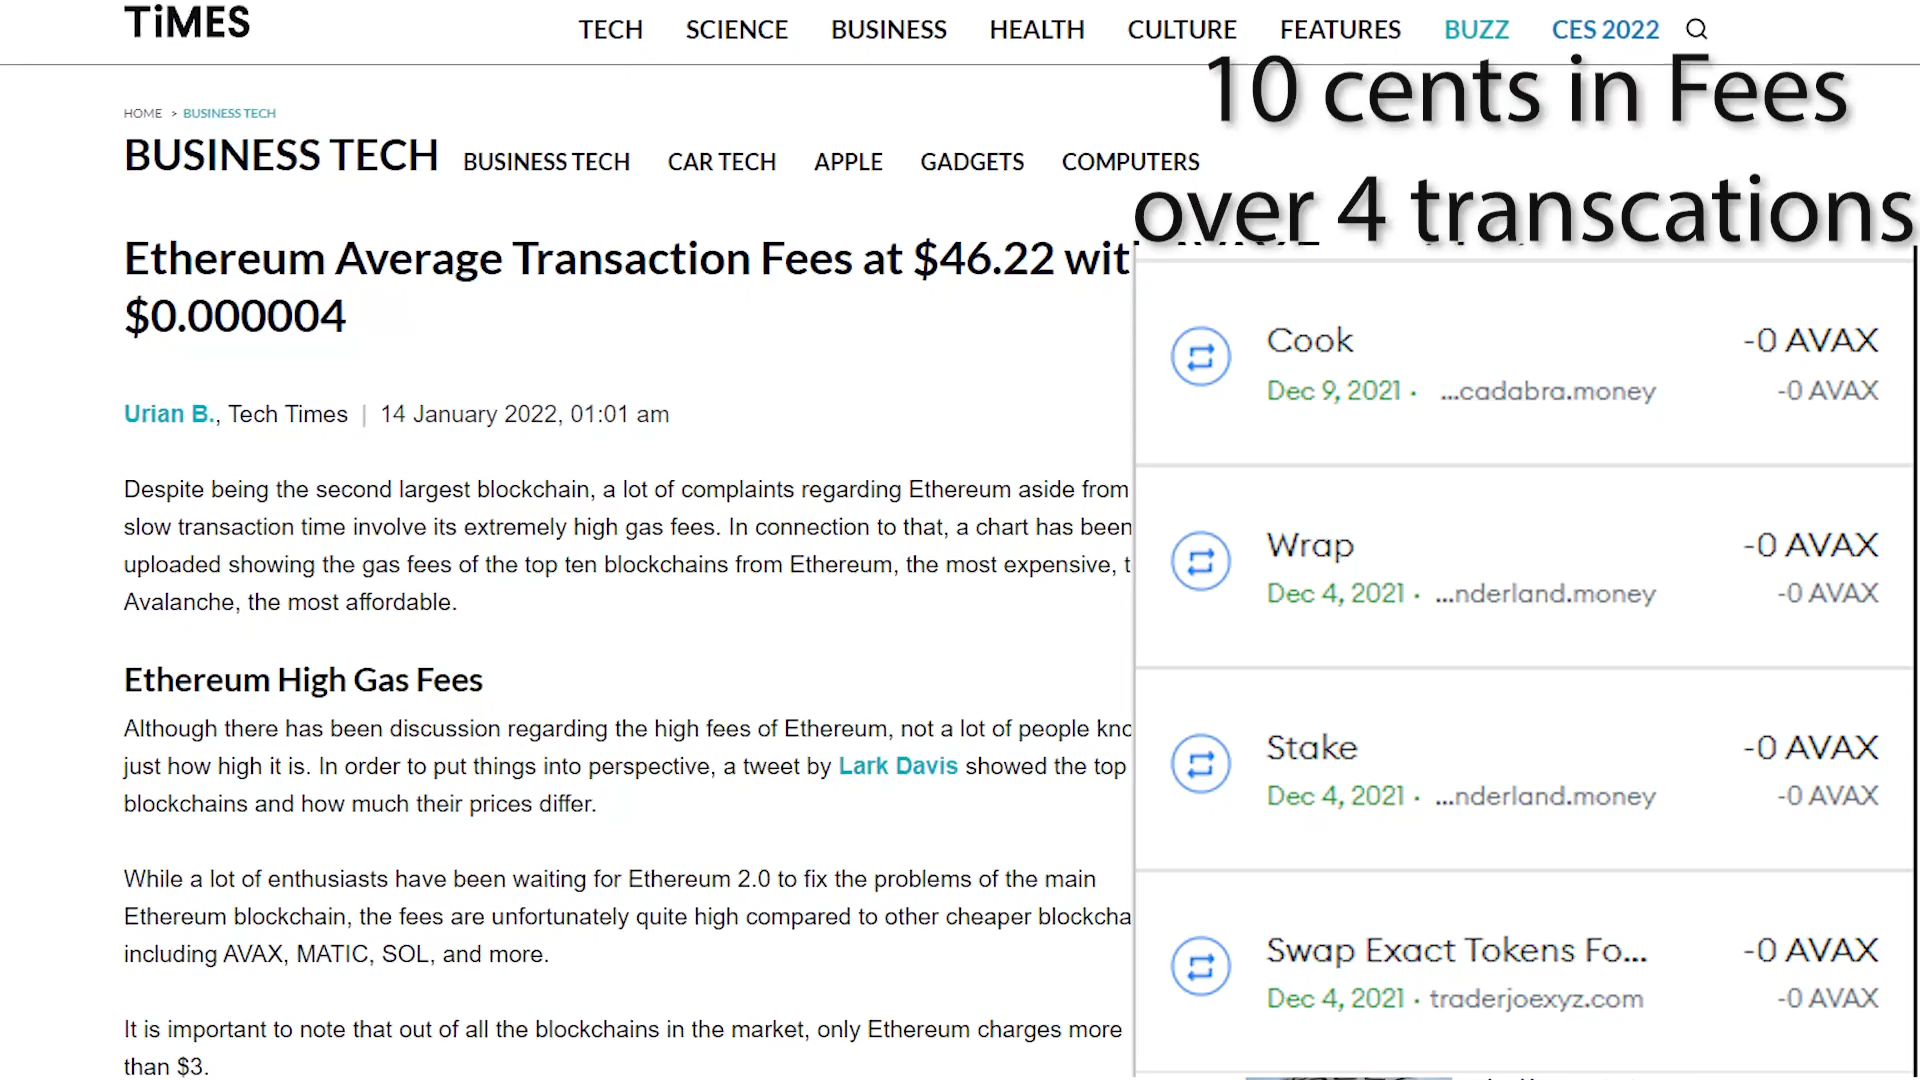 TiMES
TECH SCIENCE BUSINESS HEALTH CULTURE FEATURES BUZZ CES 2022
10 cents in Fees
over 4 transcations
HOME > BUSINESS TECH
BUSINESS TECH BUSINESS TECH CAR TECH APPLE GADGETS COMPUTERS
Ethereum Average Transaction Fees at $46.22 wit
$0.000004
Urian B., Tech Times | 14 January 2022, 01:01 am
Despite being the second largest blockchain, a lot of complaints regarding Ethereum aside from
slow transaction time involve its extremely high gas fees. In connection to that, a chart has been
uploaded showing the gas fees of the top ten blockchains from Ethereum, the most expensive, t
Avalanche, the most affordable.
Ethereum High Gas Fees
Although there has been discussion regarding the high fees of Ethereum, not a lot of people kno
just how high it is. In order to put things into perspective, a tweet by Lark Davis showed the top
blockchains and how much their prices differ.
While a lot of enthusiasts have been waiting for Ethereum 2.0 to fix the problems of the main
Ethereum blockchain, the fees are unfortunately quite high compared to other cheaper blockcha
including AVAX, MATIC, SOL, and more.
It is important to note that out of all the blockchains in the market, only Ethereum charges more
than $3.
Cook -0 AVAX
Dec 9, 2021 · ...cadabra.money -0 AVAX
Wrap -0 AVAX
Dec 4, 2021 · ...nderland.money -0 AVAX
Stake -0 AVAX
Dec 4, 2021 · ...nderland.money -0 AVAX
Swap Exact Tokens Fo... -0 AVAX
Dec 4, 2021 · traderjoexyz.com -0 AVAX